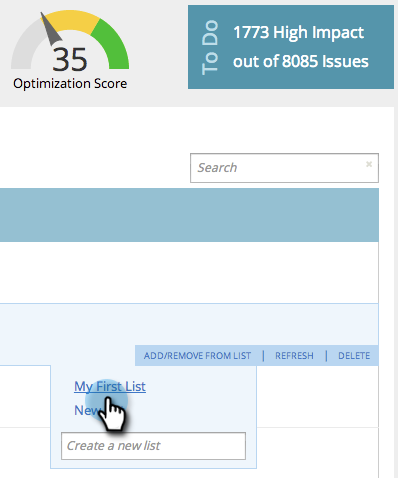 35
Optimization Score
To Do
1773 High Impact
out of 8085 Issues
Search
ADD/REMOVE FROM LIST | REFRESH | DELETE
My First List
New
Create a new list